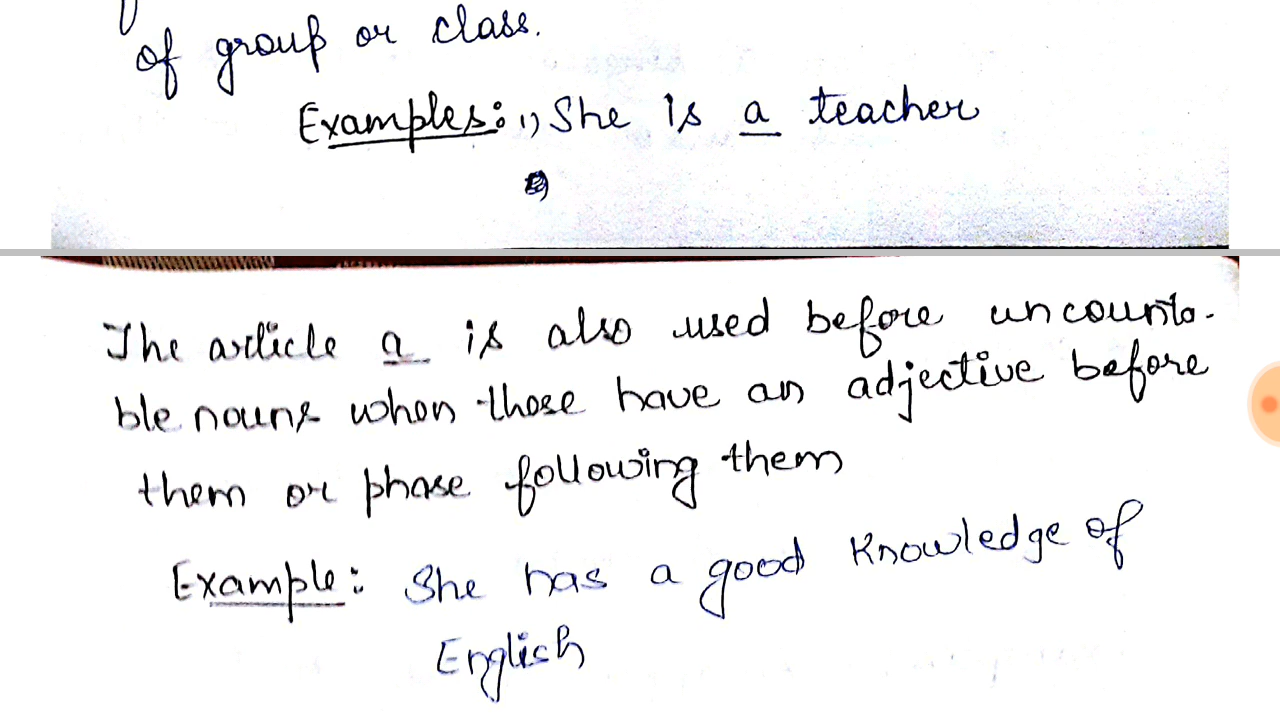 of group or class.
Examples: 1) She is a teacher
The article a is also used before uncounta-
ble nouns when those have an adjective before
them or phase following them
Example: She has a good knowledge of
English